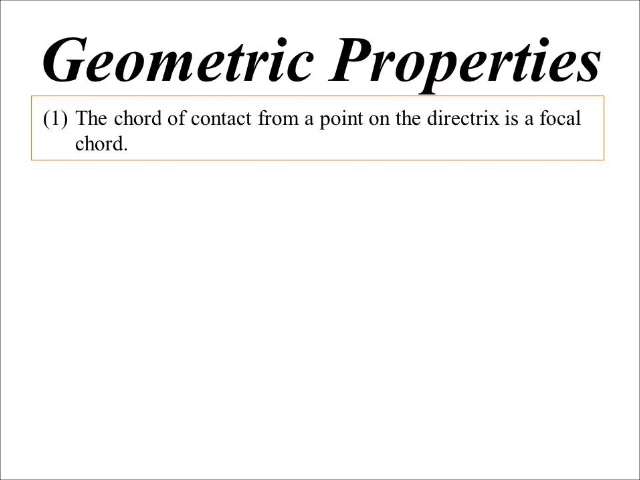 Geometric Properties
(1) The chord of contact from a point on the directrix is a focal
chord.